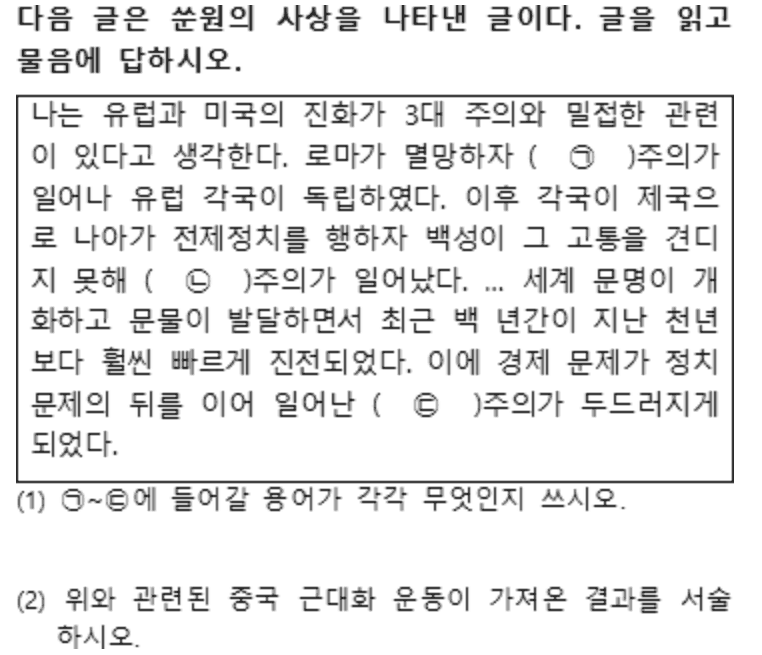 다음 글은 쑨원의 사상을 나타낸 글이다. 글을 읽고
물음에 답하시오.
나는 유럽과 미국의 진화가 3대 주의와 밀접한 관련
이 있다고 생각한다. 로마가 멸망하자 ( ㉠ )주의가
일어나 유럽 각국이 독립하였다. 이후 각국이 제국으
로 나아가 전제정치를 행하자 백성이 그 고통을 견디
지 못해 ( ㉡ )주의가 일어났다. ... 세계 문명이 개
화하고 문물이 발달하면서 최근 백 년간이 지난 천년
보다 훨씬 빠르게 진전되었다. 이에 경제 문제가 정치
문제의 뒤를 이어 일어난 ( ㉢ )주의가 두드러지게
되었다.
(1) ㉠~㉢에 들어갈 용어가 각각 무엇인지 쓰시오.
(2) 위와 관련된 중국 근대화 운동이 가져온 결과를 서술
하시오.